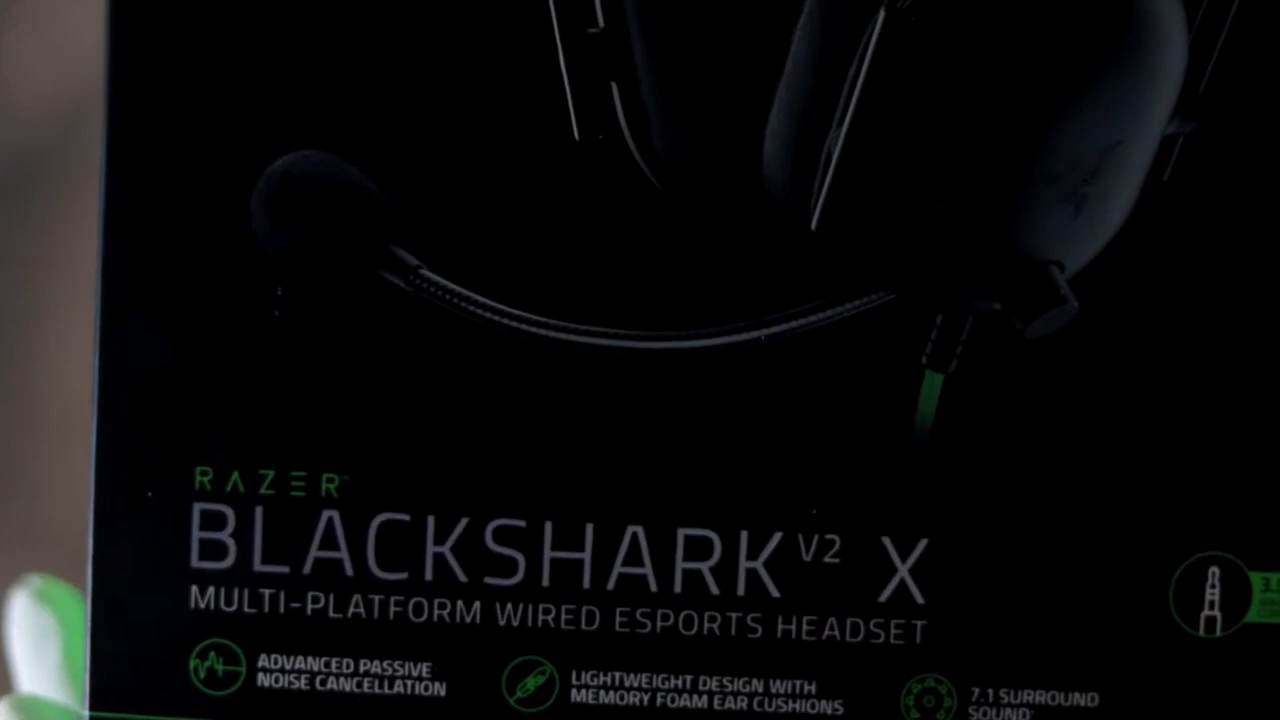 RAZER™
BLACKSHARK V2 X
MULTI-PLATFORM WIRED ESPORTS HEADSET
ADVANCED PASSIVE
NOISE CANCELLATION
LIGHTWEIGHT DESIGN WITH
MEMORY FOAM EAR CUSHIONS
7.1 SURROUND
SOUND